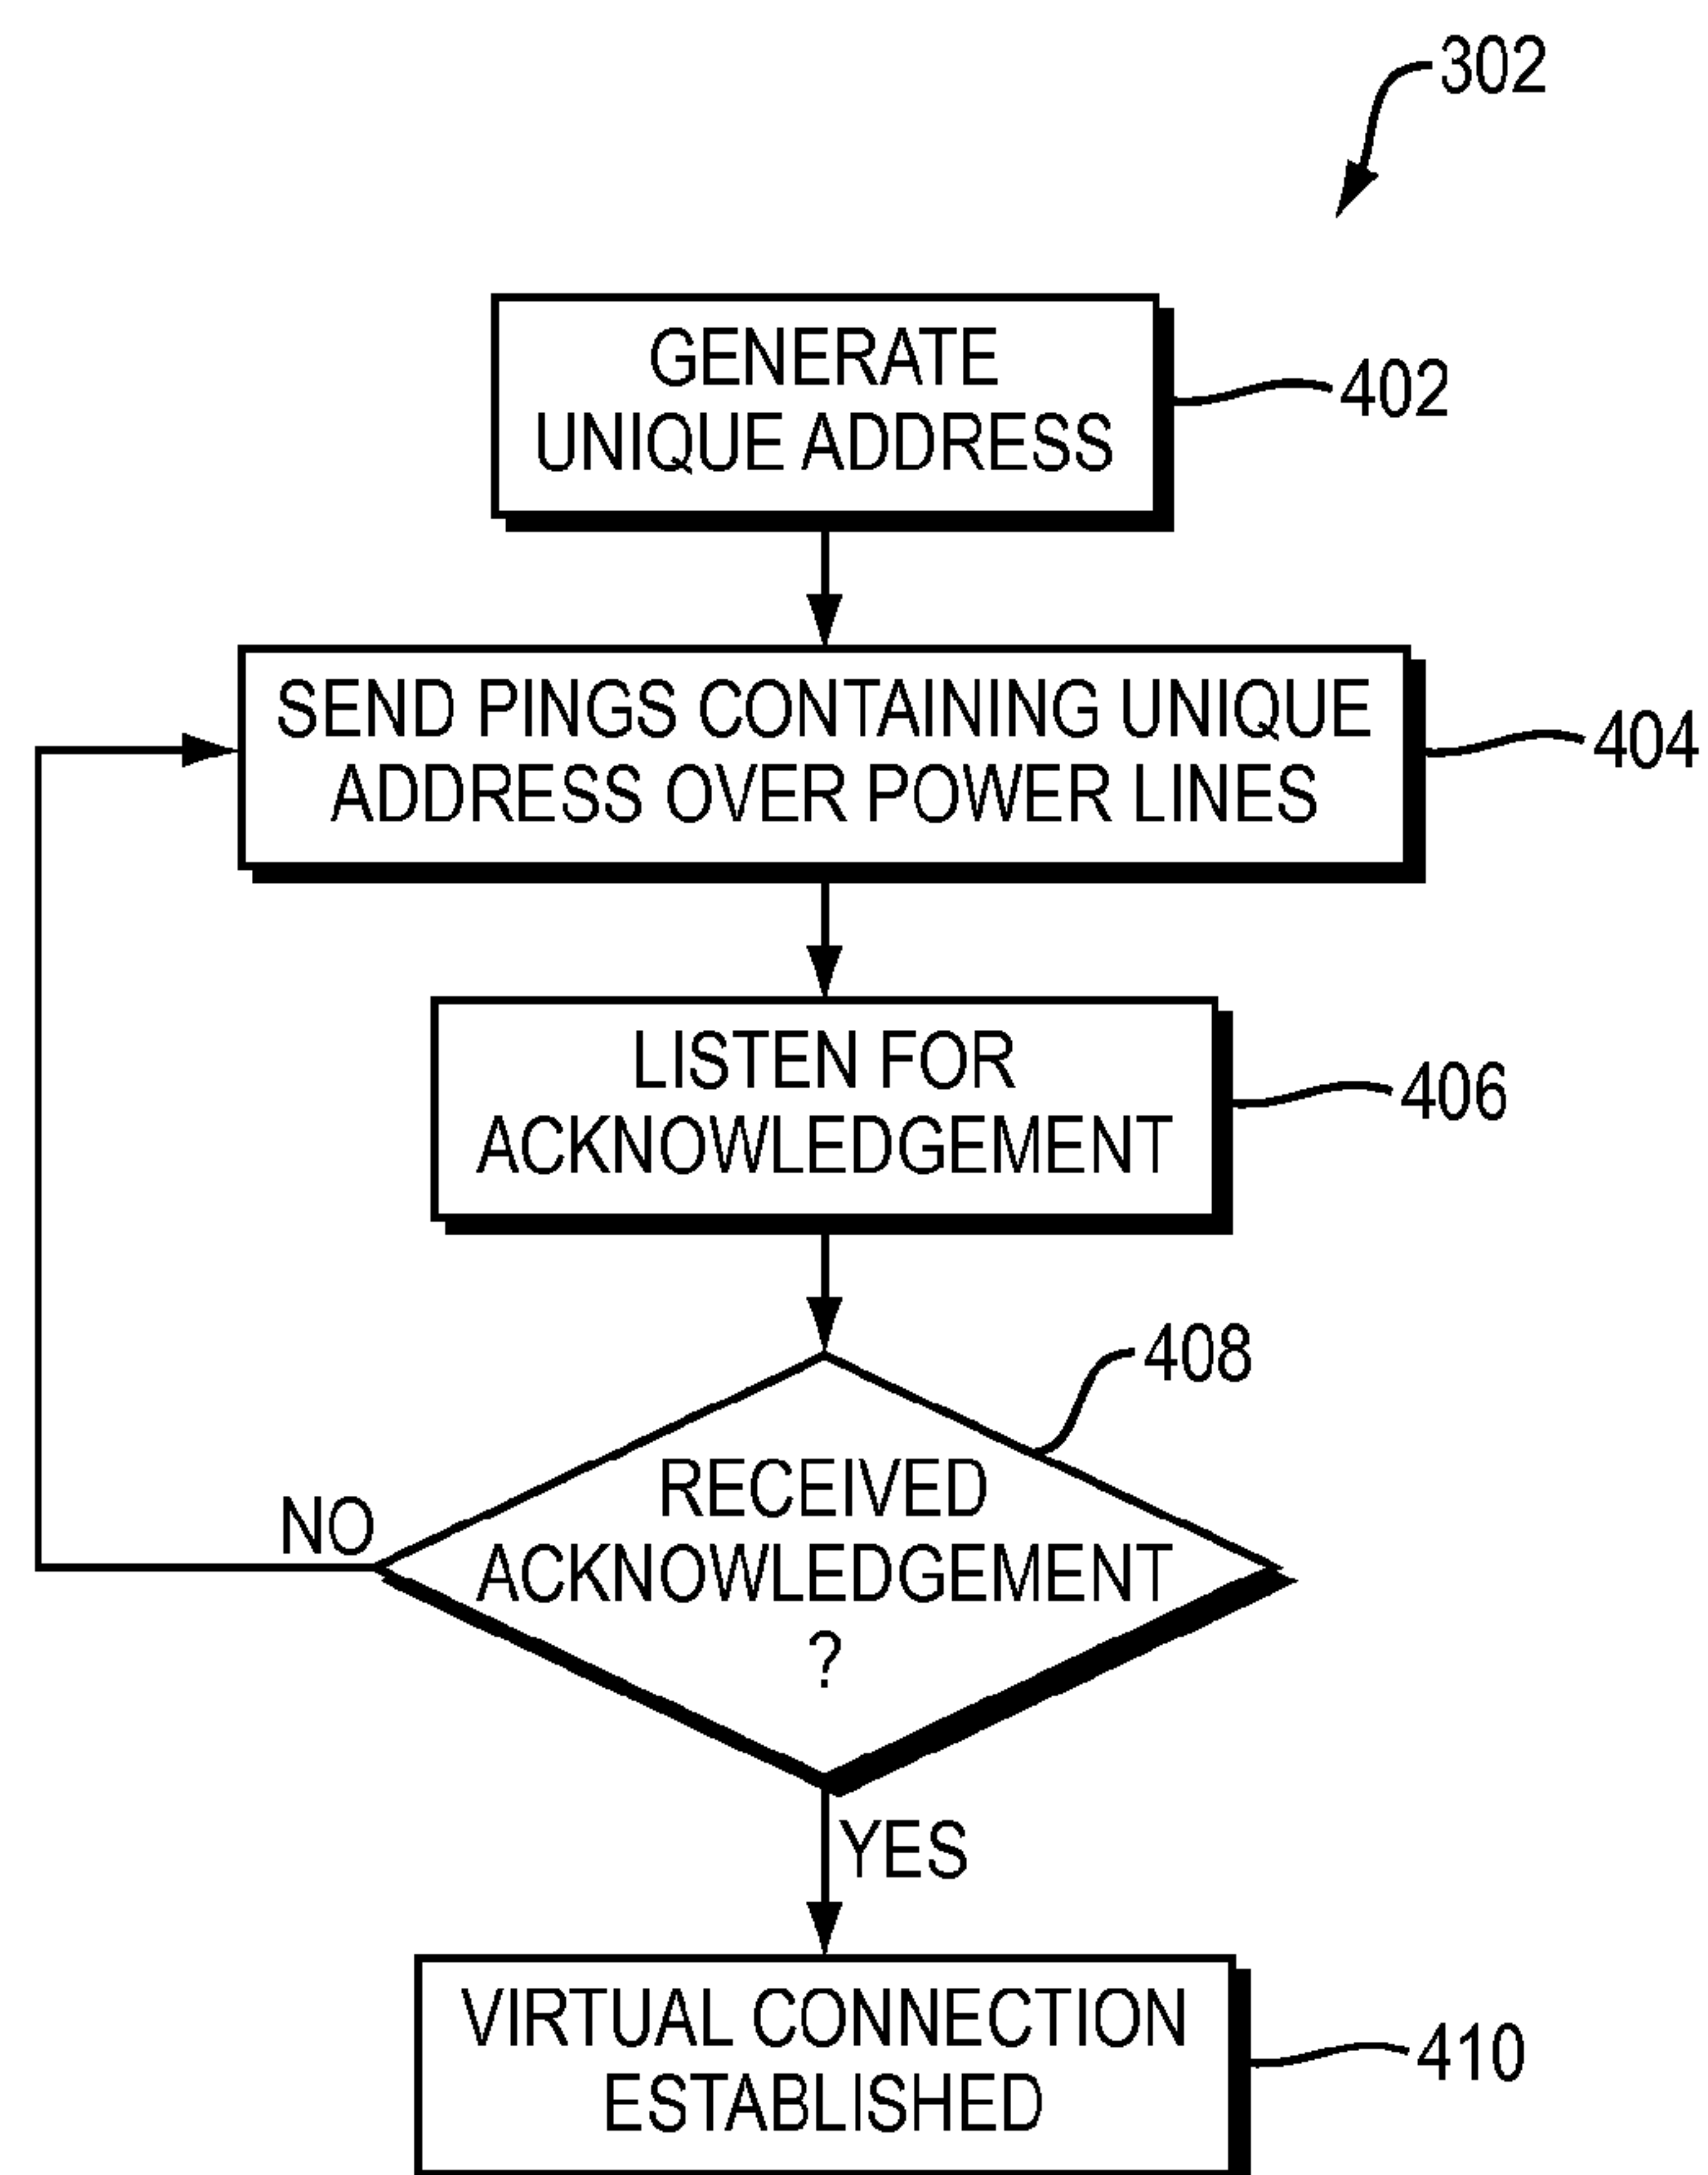 302
GENERATE
UNIQUE ADDRESS
402
SEND PINGS CONTAINING UNIQUE
ADDRESS OVER POWER LINES
404
LISTEN FOR
ACKNOWLEDGEMENT
406
408
RECEIVED
ACKNOWLEDGEMENT
?
NO
YES
VIRTUAL CONNECTION
ESTABLISHED
410